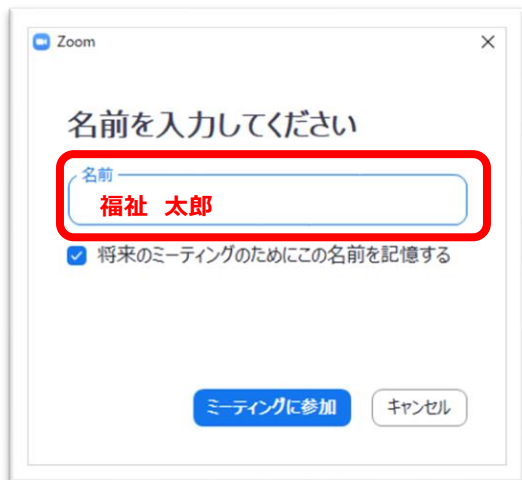 Zoom
名前を入力してください
名前
福祉 太郎
将来のミーティングのためにこの名前を記憶する
ミーティングに参加 キャンセル